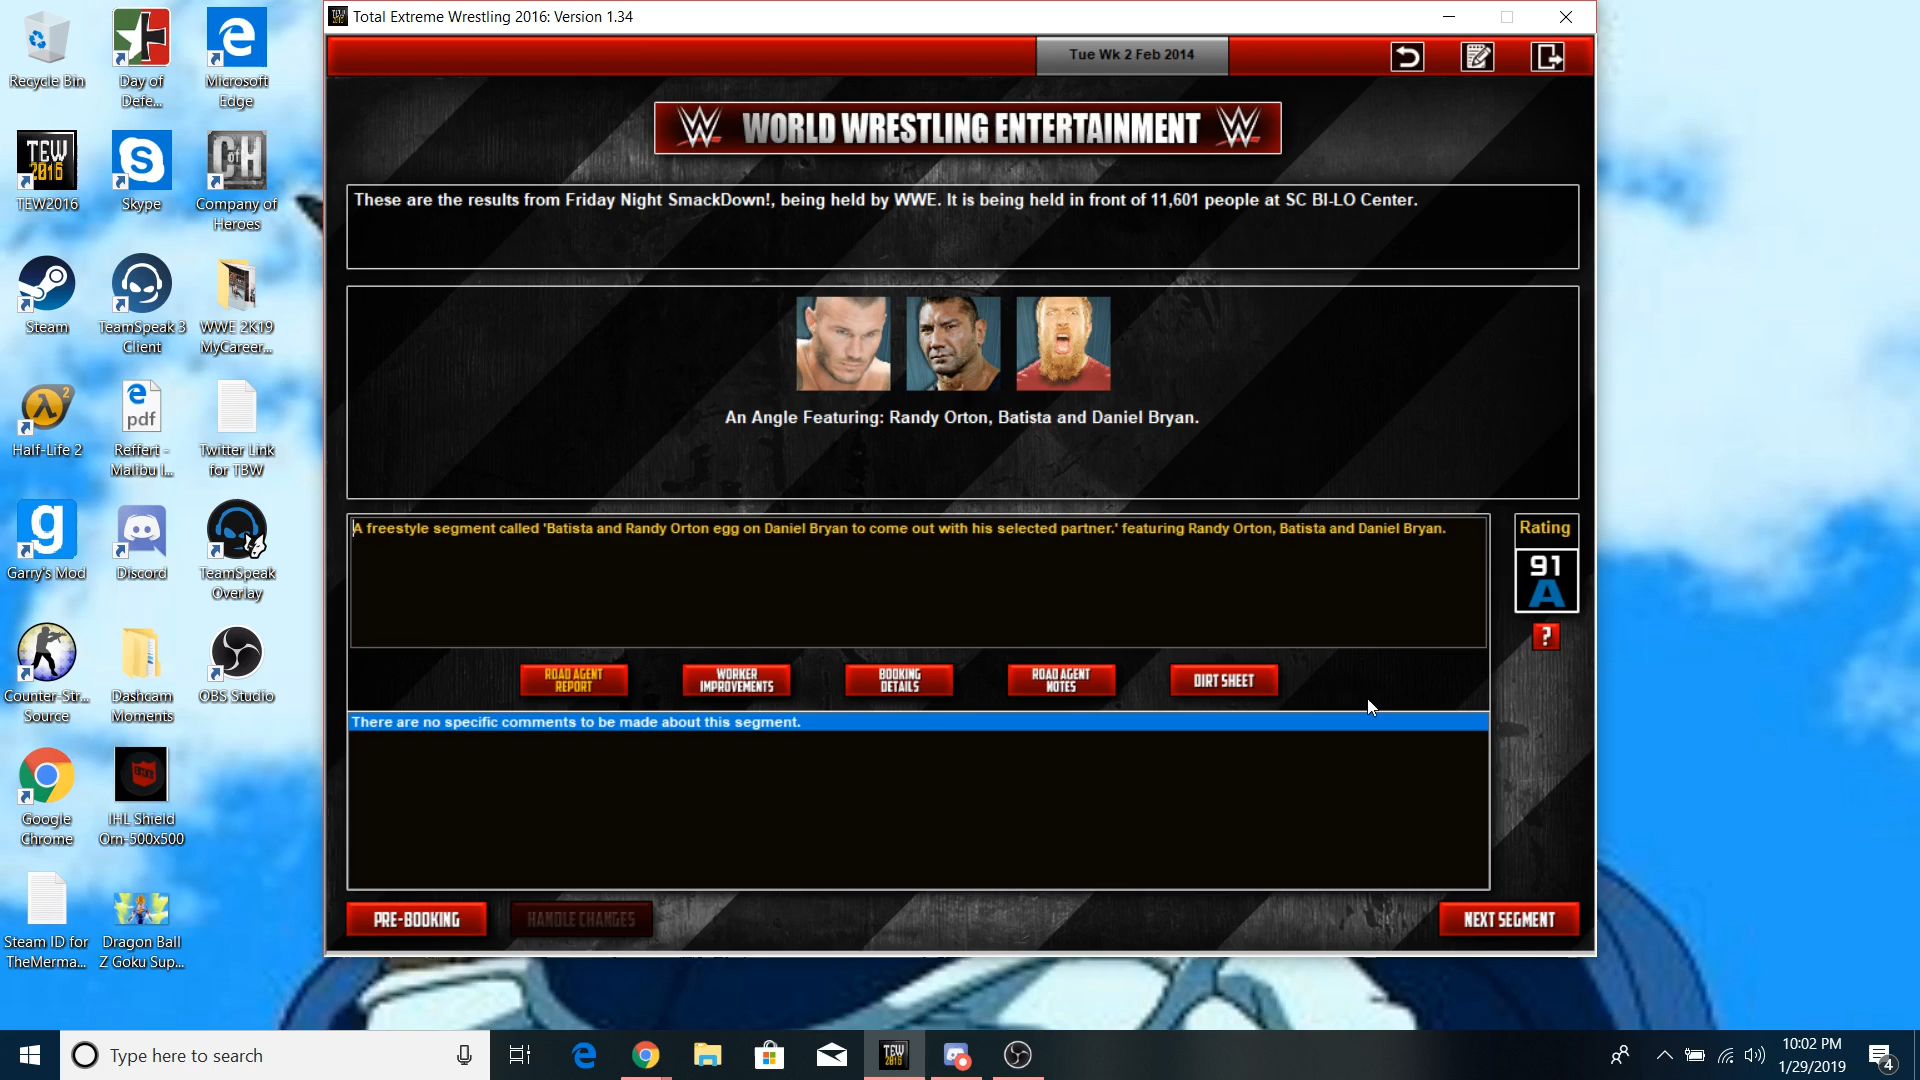 Recycle Bin
Day of
Defe...
Microsoft
Edge
TEW
2016
TEW2016
Skype
C of H
Company of
Heroes
Steam
TeamSpeak 3
Client
WWE 2K19
MyCareer...
Half-Life 2
pdf
Reffert -
Malibu l...
Twitter Link
for TBW
Garry's Mod
Discord
TeamSpeak
Overlay
Counter-Str...
Source
Dashcam
Moments
OBS Studio
Google
Chrome
IHL Shield
Orn-500x500
Steam ID for
TheMerma...
Dragon Ball
Z Goku Sup...
Total Extreme Wrestling 2016: Version 1.34
Tue Wk 2 Feb 2014
WORLD WRESTLING ENTERTAINMENT
These are the results from Friday Night SmackDown!, being held by WWE. It is being held in front of 11,601 people at SC BI-LO Center.
An Angle Featuring: Randy Orton, Batista and Daniel Bryan.
A freestyle segment called 'Batista and Randy Orton egg on Daniel Bryan to come out with his selected partner.' featuring Randy Orton, Batista and Daniel Bryan.
Rating
91
A
?
ROAD AGENT
REPORT
WORKER
IMPROVEMENTS
BOOKING
DETAILS
ROAD AGENT
NOTES
DIRT SHEET
There are no specific comments to be made about this segment.
PRE-BOOKING
HANDLE CHANGES
NEXT SEGMENT
Type here to search
TEW
2016
10:02 PM
1/29/2019
4